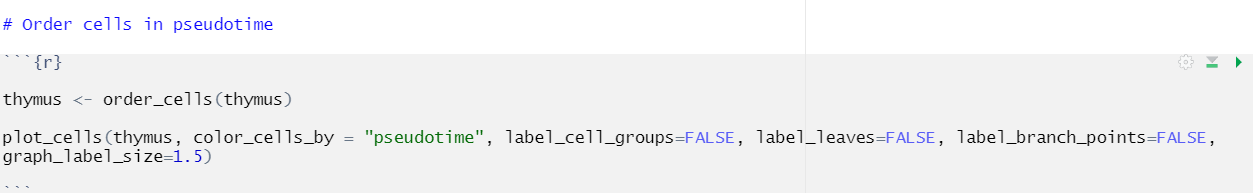 # Order cells in pseudotime
```{r}
thymus <- order_cells(thymus)
plot_cells(thymus, color_cells_by = "pseudotime", label_cell_groups=FALSE, label_leaves=FALSE, label_branch_points=FALSE,
graph_label_size=1.5)
```